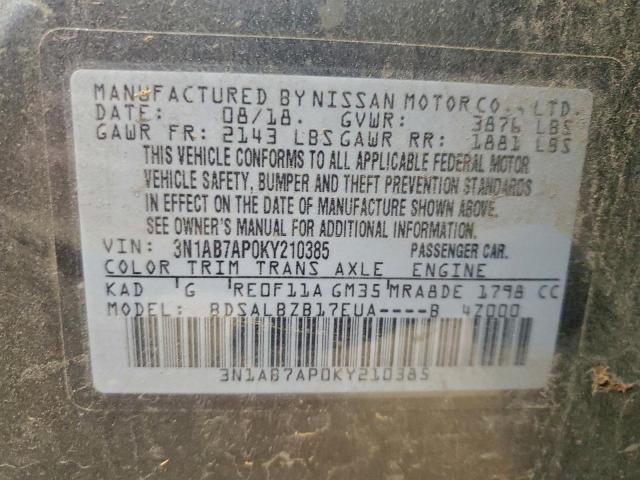 MANUFACTURED BY NISSAN MOTOR CO., LTD.
DATE: 08/18. GVWR: 3876 LBS
GAWR FR: 2143 LBS GAWR RR: 1881 LBS
THIS VEHICLE CONFORMS TO ALL APPLICABLE FEDERAL MOTOR
VEHICLE SAFETY, BUMPER AND THEFT PREVENTION STANDARDS
IN EFFECT ON THE DATE OF MANUFACTURE SHOWN ABOVE.
SEE OWNER'S MANUAL FOR ADDITIONAL INFORMATION.
VIN: 3N1AB7AP0KY210385 PASSENGER CAR.
COLOR TRIM TRANS AXLE ENGINE
KAD G RE0F11A GM35 MRA8DE 1798 CC
MODEL: BDSALBZB17EUA----B 4Z000
3N1AB7AP0KY210385